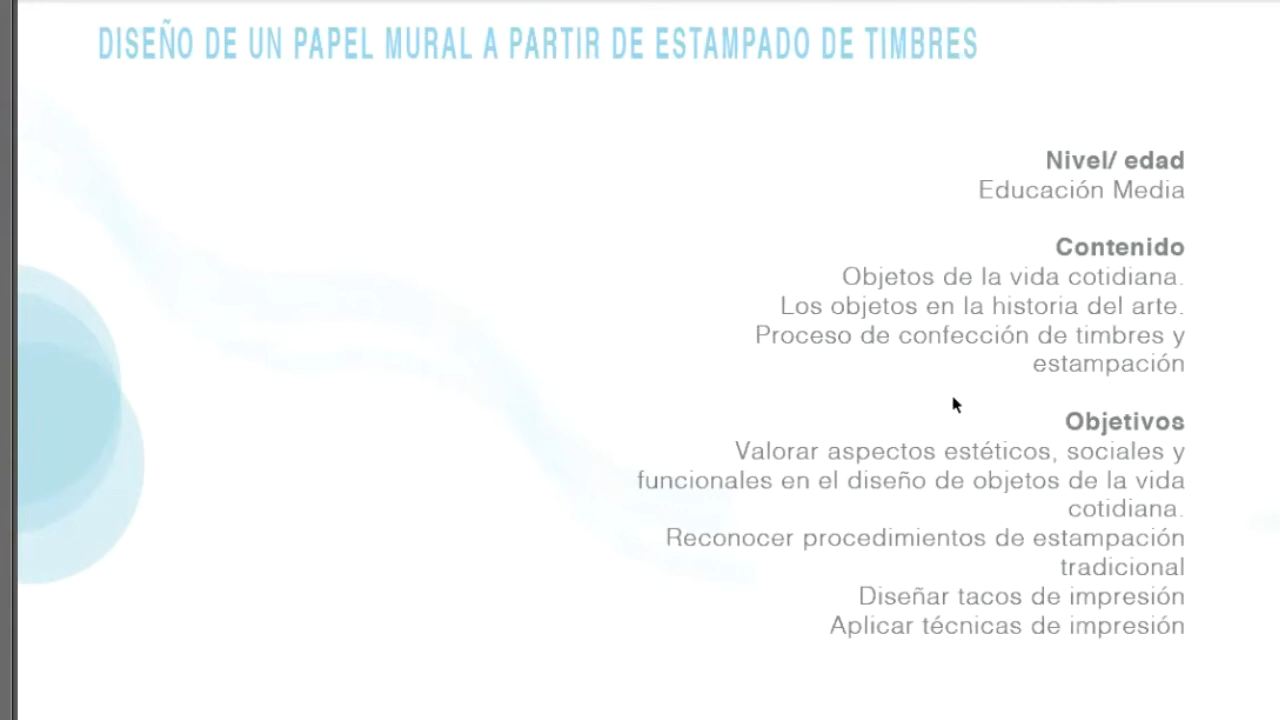 DISEÑO DE UN PAPEL MURAL A PARTIR DE ESTAMPADO DE TIMBRES
Nivel/ edad
Educación Media
Contenido
Objetos de la vida cotidiana.
Los objetos en la historia del arte.
Proceso de confección de timbres y
estampación
Objetivos
Valorar aspectos estéticos, sociales y
funcionales en el diseño de objetos de la vida
cotidiana.
Reconocer procedimientos de estampación
tradicional
Diseñar tacos de impresión
Aplicar técnicas de impresión